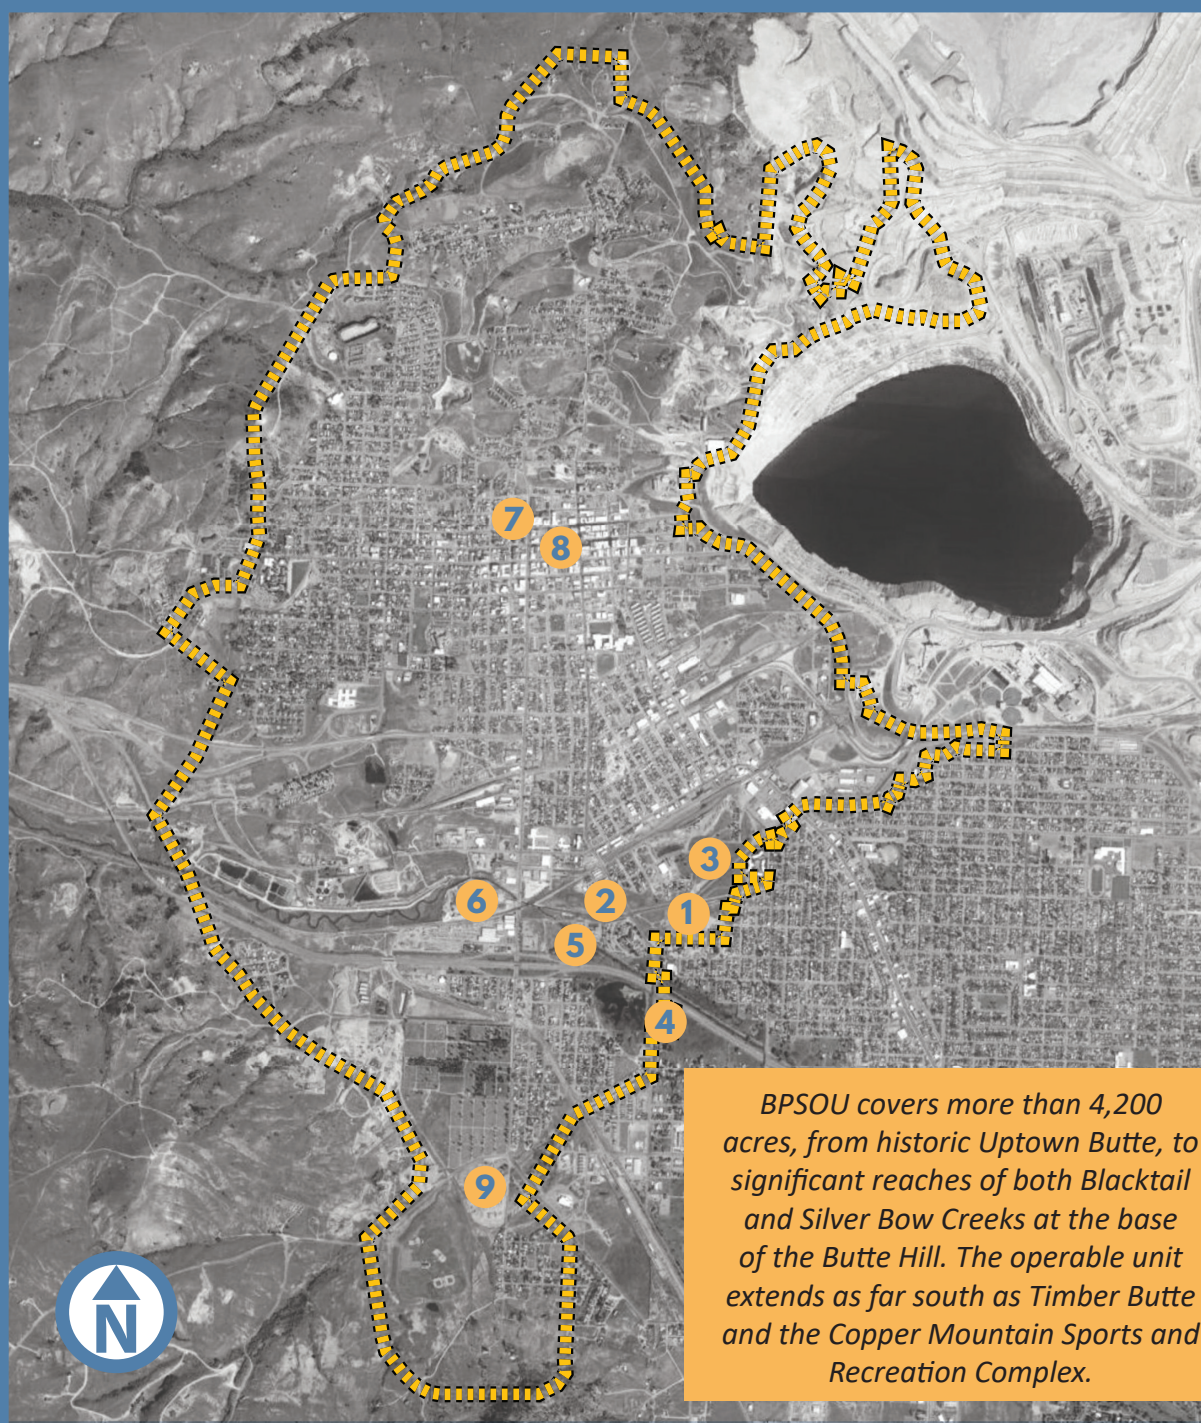 7
8
3
6
2
1
5
4
BPSOU covers more than 4,200
acres, from historic Uptown Butte, to
significant reaches of both Blacktail
and Silver Bow Creeks at the base
of the Butte Hill. The operable unit
extends as far south as Timber Butte
and the Copper Mountain Sports and
Recreation Complex.
9
N